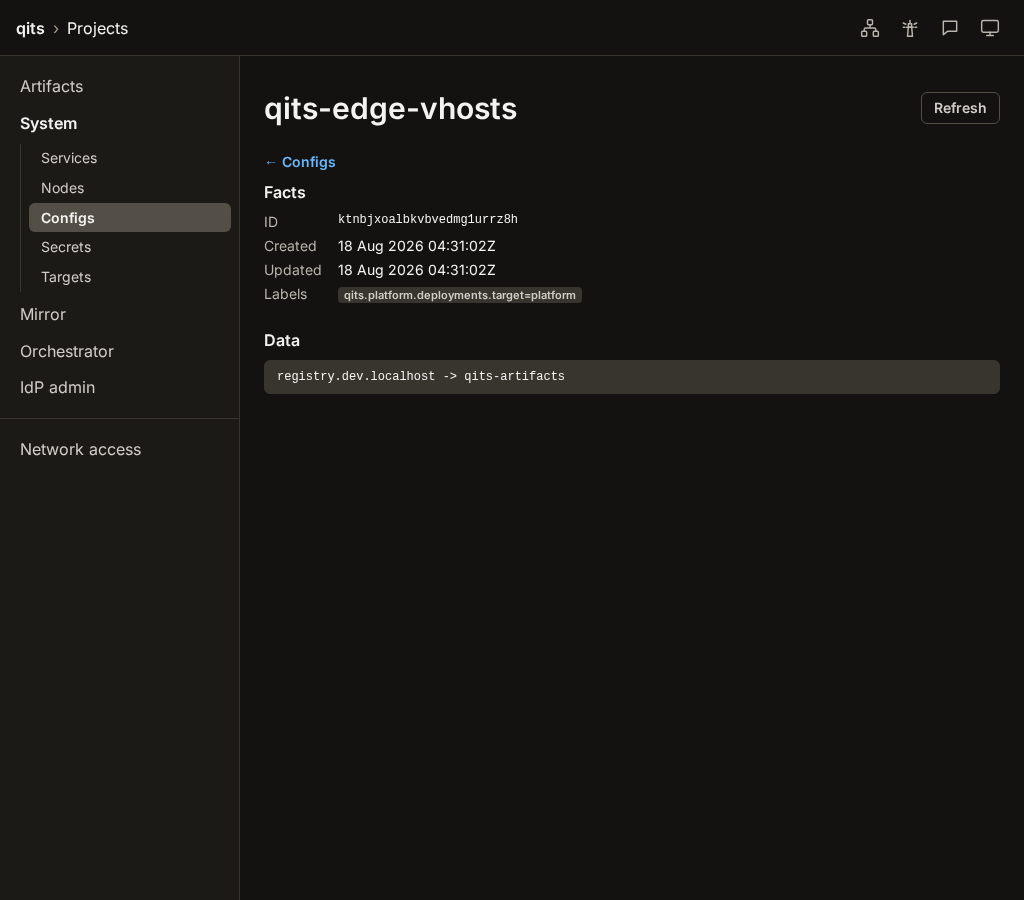 qits › Projects
Artifacts
System
Services
Nodes
Configs
Secrets
Targets
Mirror
Orchestrator
IdP admin
Network access
qits-edge-vhosts
Refresh
← Configs
Facts
ID ktnbjxoalbkvbvedmg1urrz8h
Created 18 Aug 2026 04:31:02Z
Updated 18 Aug 2026 04:31:02Z
Labels qits.platform.deployments.target=platform
Data
registry.dev.localhost -> qits-artifacts